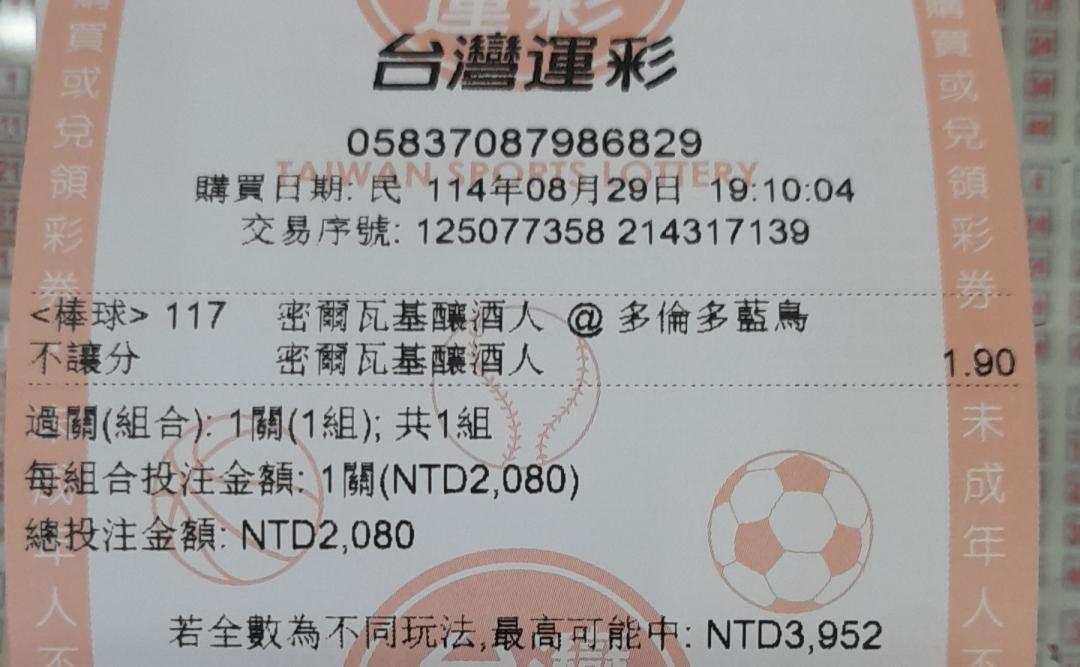 運彩
台灣運彩
05837087986829
TAIWAN SPORTS LOTTERY
購買日期: 民 114年08月29日 19:10:04
交易序號: 125077358 214317139
<棒球> 117 密爾瓦基釀酒人 @ 多倫多藍鳥
不讓分 密爾瓦基釀酒人 1.90
過關(組合): 1關(1組); 共1組
每組合投注金額: 1關(NTD2,080)
總投注金額: NTD2,080
若全數為不同玩法,最高可能中: NTD3,952
購買或兌領彩券
成年人不
購買或兌領彩券
未成年人不